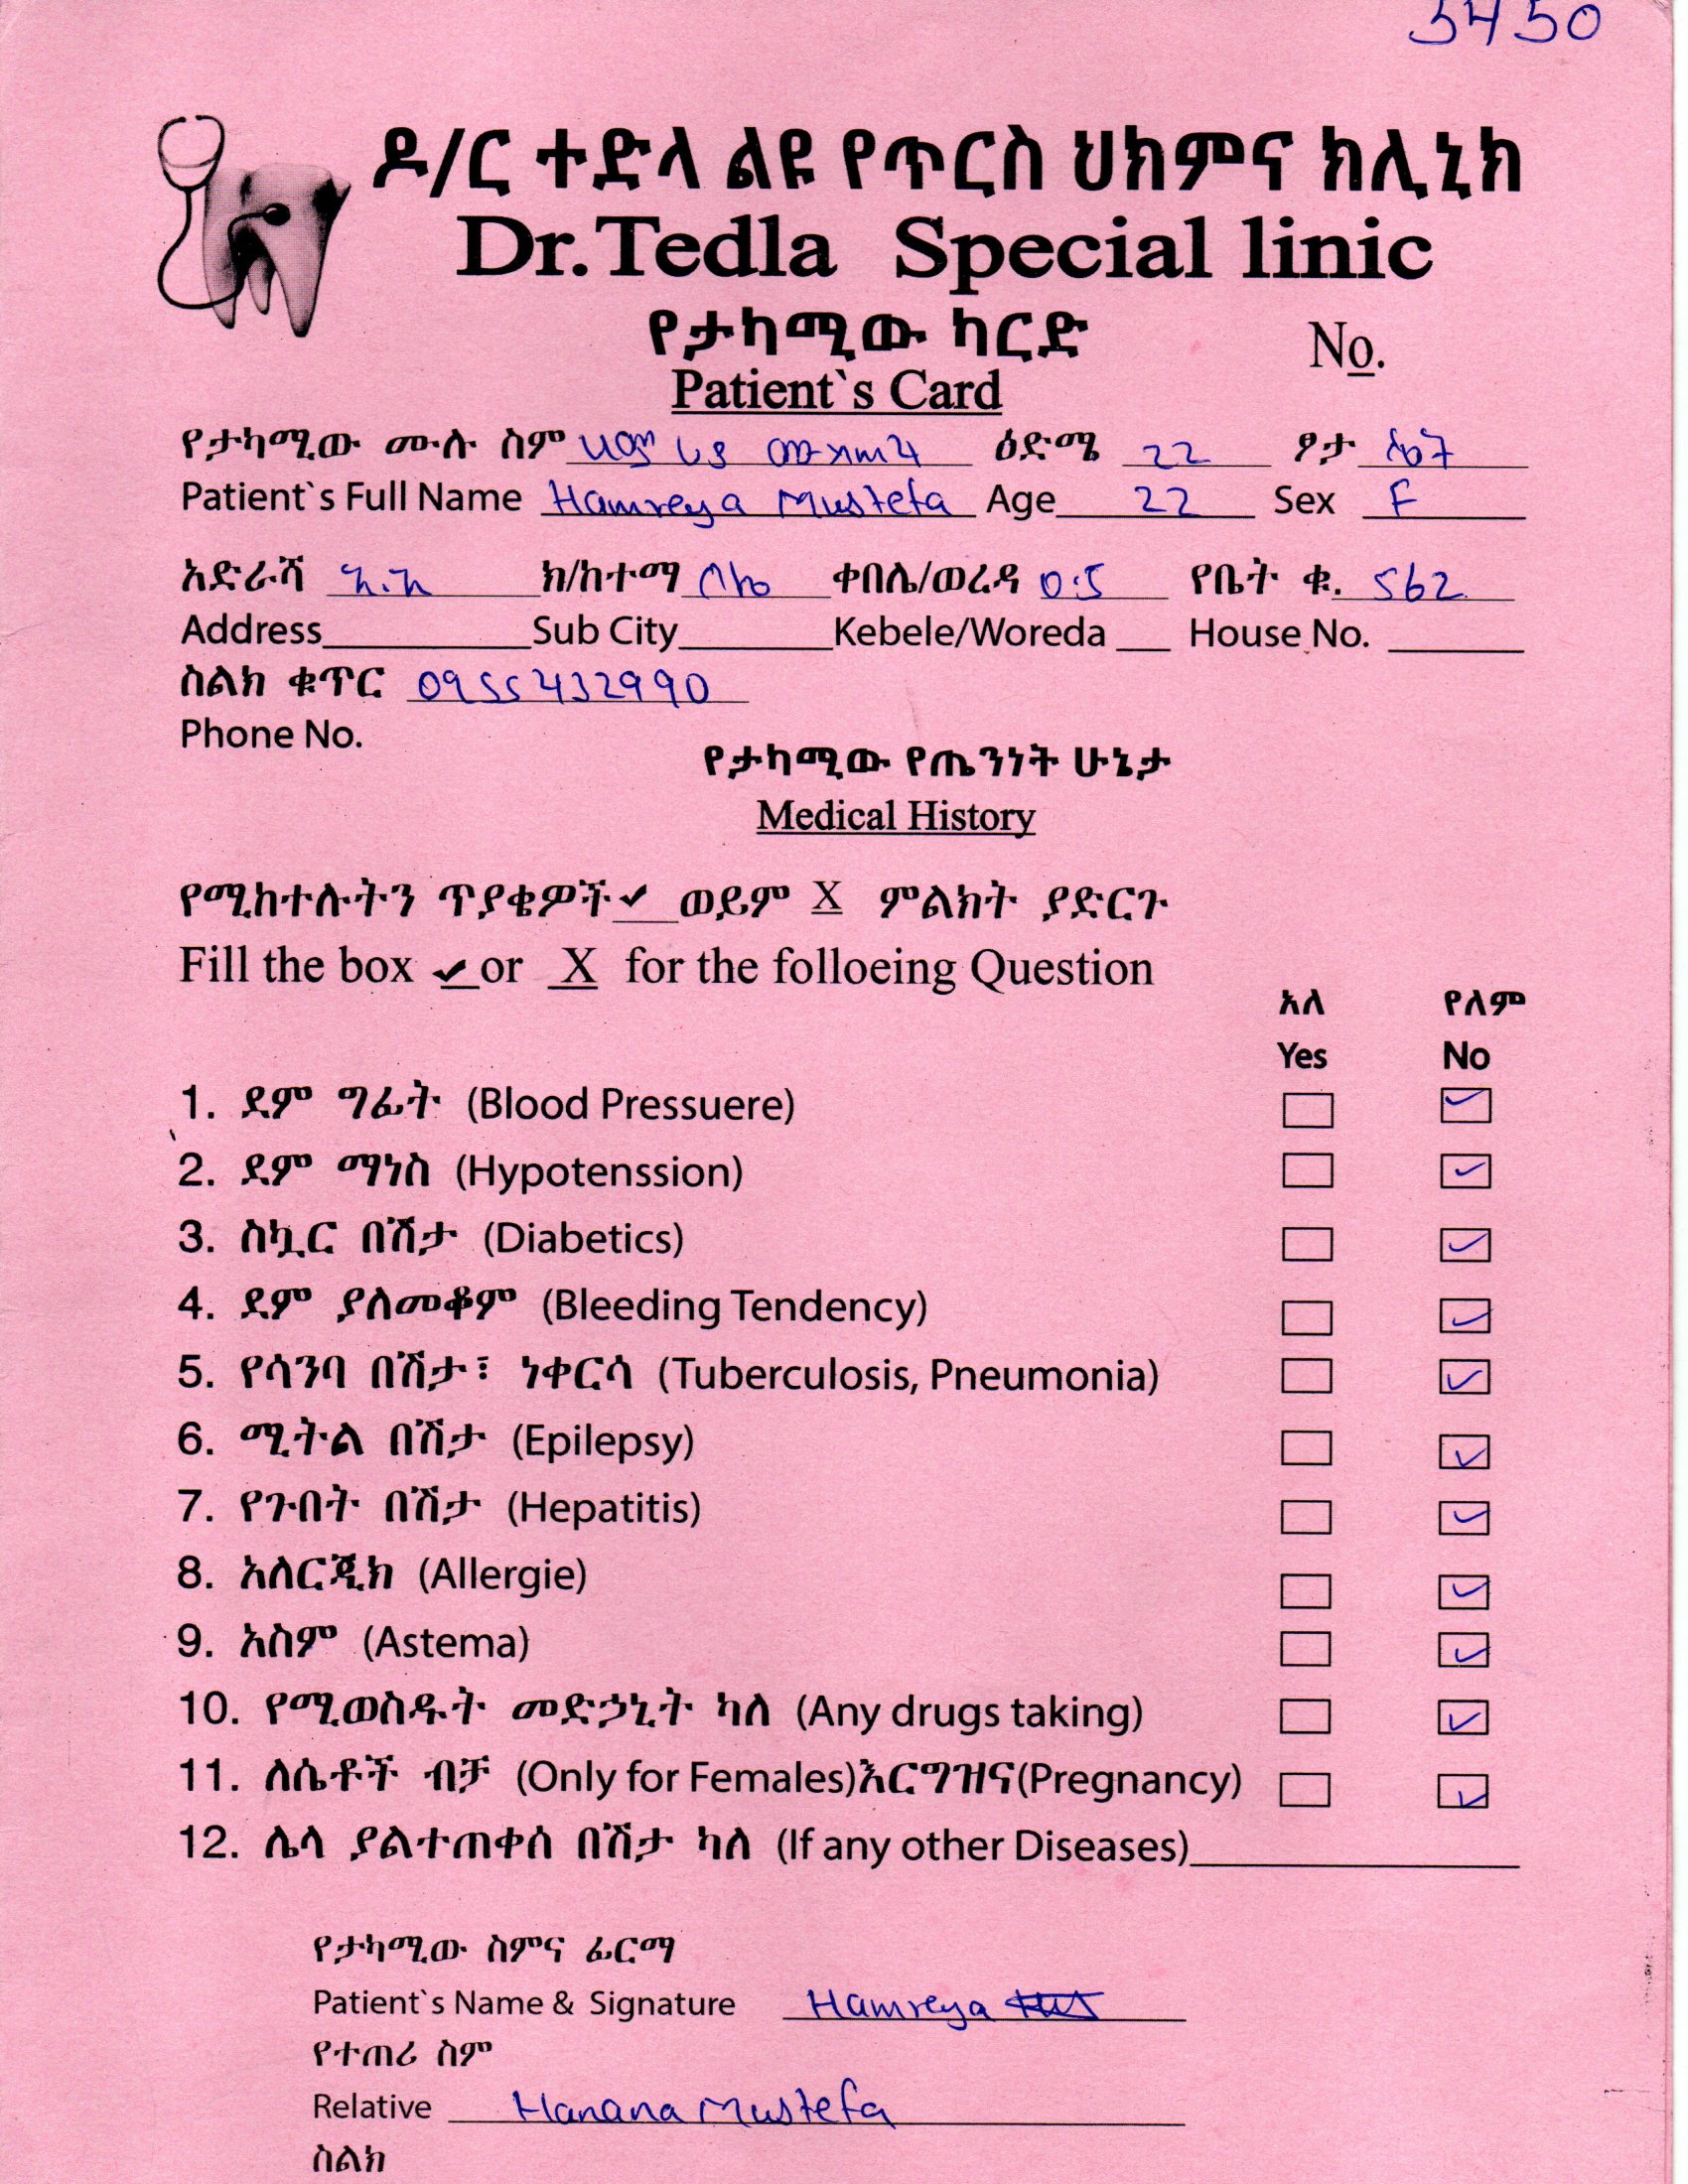 5450
ዶ/ር ተድላ ልዩ የጥርስ ህክምና ክሊኒክ
Dr. Tedla Special linic
የታካሚው ካርድ
No.
Patient`s Card
የታካሚው ሙሉ ስም ሀምሪያ ሙስጠፋ ዕድሜ 22 ፆታ ሴት
Patient`s Full Name Hamreya Mustefa Age 22 Sex F
አድራሻ አ.አ ክ/ከተማ ቦሌ ቀበሌ/ወረዳ 05 የቤት ቁ. 562
Address Sub City Kebele/Woreda House No.
ስልክ ቁጥር 0955432990
Phone No.
የታካሚው የጤንነት ሁኔታ
Medical History
የሚከተሉትን ጥያቄዎች ✓ ወይም X ምልክት ያድርጉ
Fill the box ✓ or X for the folloeing Question
አለ የለም
Yes No
1. ደም ግፊት (Blood Pressuere) ✓
2. ደም ማነስ (Hypotenssion) ✓
3. ስኳር በሽታ (Diabetics) ✓
4. ደም ያለመቆም (Bleeding Tendency) ✓
5. የሳንባ በሽታ፣ ነቀርሳ (Tuberculosis, Pneumonia) ✓
6. ሚትል በሽታ (Epilepsy) ✓
7. የጉበት በሽታ (Hepatitis) ✓
8. አለርጂክ (Allergie) ✓
9. አስም (Astema) ✓
10. የሚወስዱት መድኃኒት ካለ (Any drugs taking) ✓
11. ለሴቶች ብቻ (Only for Females)እርግዝና(Pregnancy) ✓
12. ሌላ ያልተጠቀሰ በሽታ ካለ (If any other Diseases)
የታካሚው ስምና ፊርማ
Patient`s Name & Signature Hamreya
የተጠሪ ስም
Relative Hanana Mustefa
ስልክ